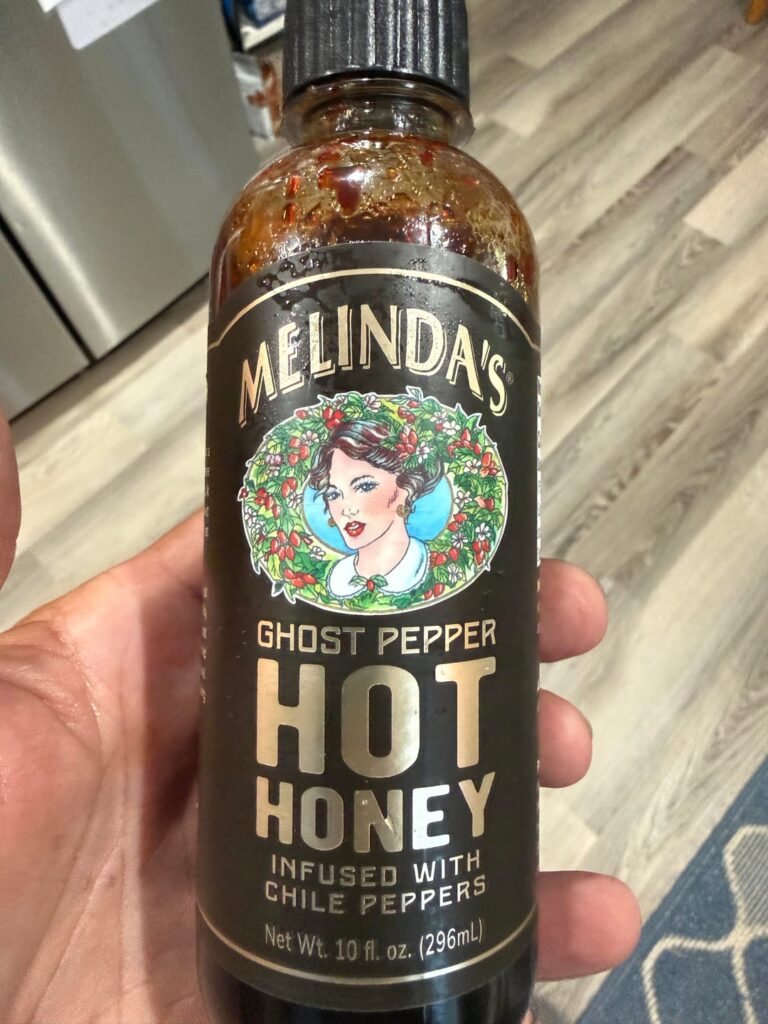 MELINDA'S®
GHOST PEPPER
HOT
HONEY
INFUSED WITH
CHILE PEPPERS
Net Wt. 10 fl. oz. (296mL)